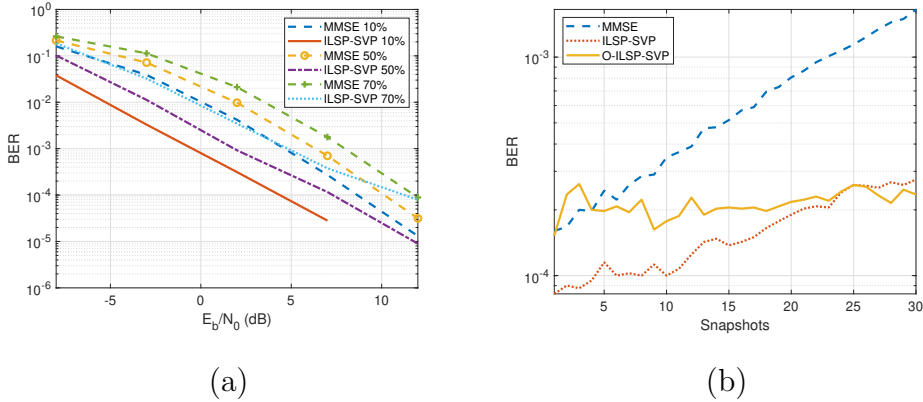 10^0
10^-1
10^-2
10^-3
10^-4
10^-5
10^-6
BER
-5
0
5
10
E_b/N_0 (dB)
MMSE 10%
ILSP-SVP 10%
MMSE 50%
ILSP-SVP 50%
MMSE 70%
ILSP-SVP 70%
(a)
10^-3
10^-4
BER
5
10
15
20
25
30
Snapshots
MMSE
ILSP-SVP
O-ILSP-SVP
(b)